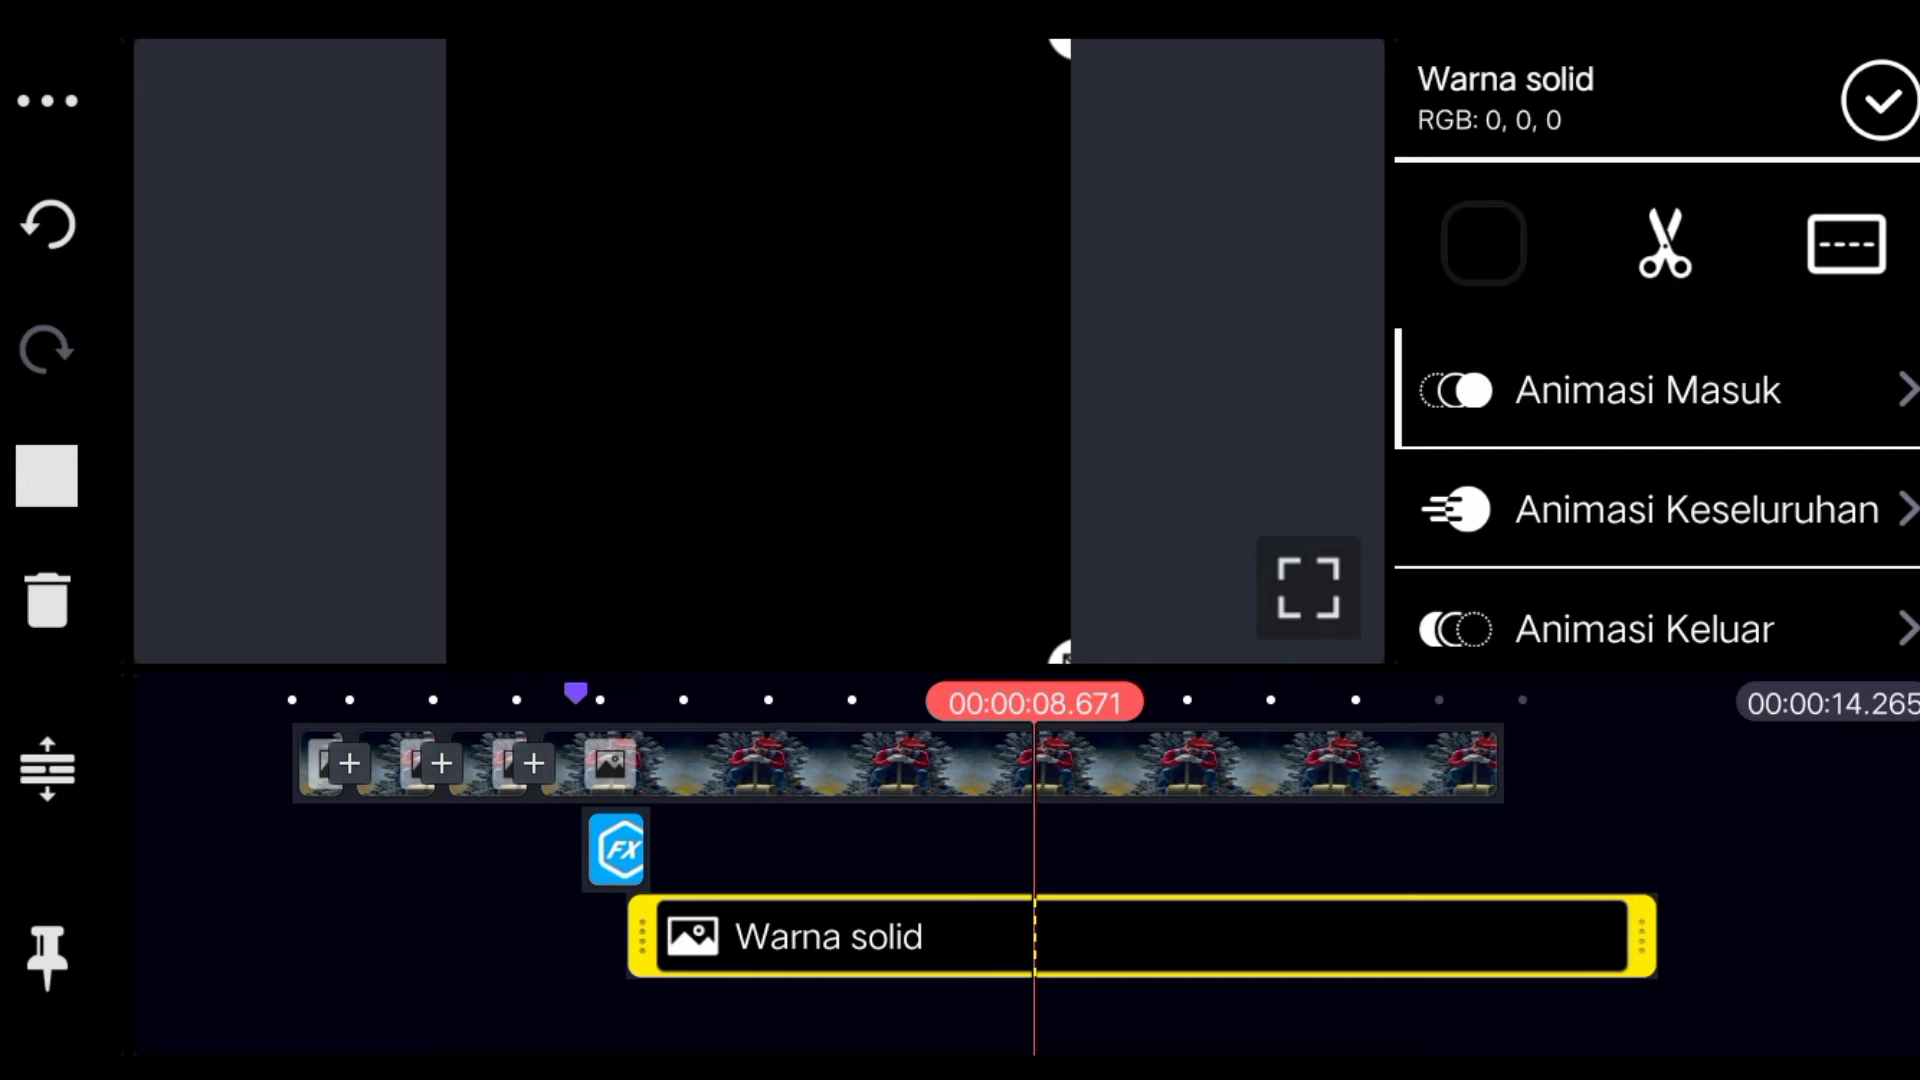 Warna solid
RGB: 0, 0, 0
Animasi Masuk
Animasi Keseluruhan
Animasi Keluar
00:00:08.671
00:00:14.265
FX
Warna solid